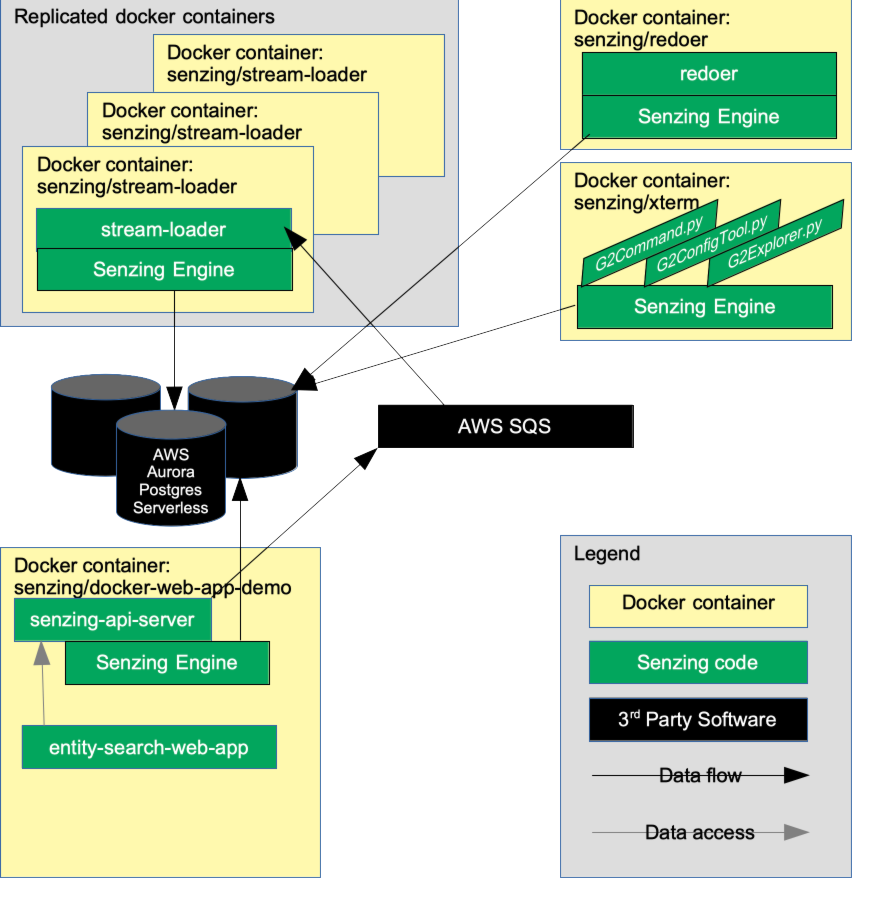 Replicated docker containers
Docker container:
senzing/stream-loader
Docker container:
senzing/stream-loader
Docker container:
senzing/stream-loader
stream-loader
Senzing Engine
Docker container:
senzing/redoer
redoer
Senzing Engine
Docker container:
senzing/xterm
G2Command.py
G2ConfigTool.py
G2Explorer.py
Senzing Engine
AWS
Aurora
Postgres
Serverless
AWS SQS
Docker container:
senzing/docker-web-app-demo
senzing-api-server
Senzing Engine
entity-search-web-app
Legend
Docker container
Senzing code
3rd Party Software
Data flow
Data access